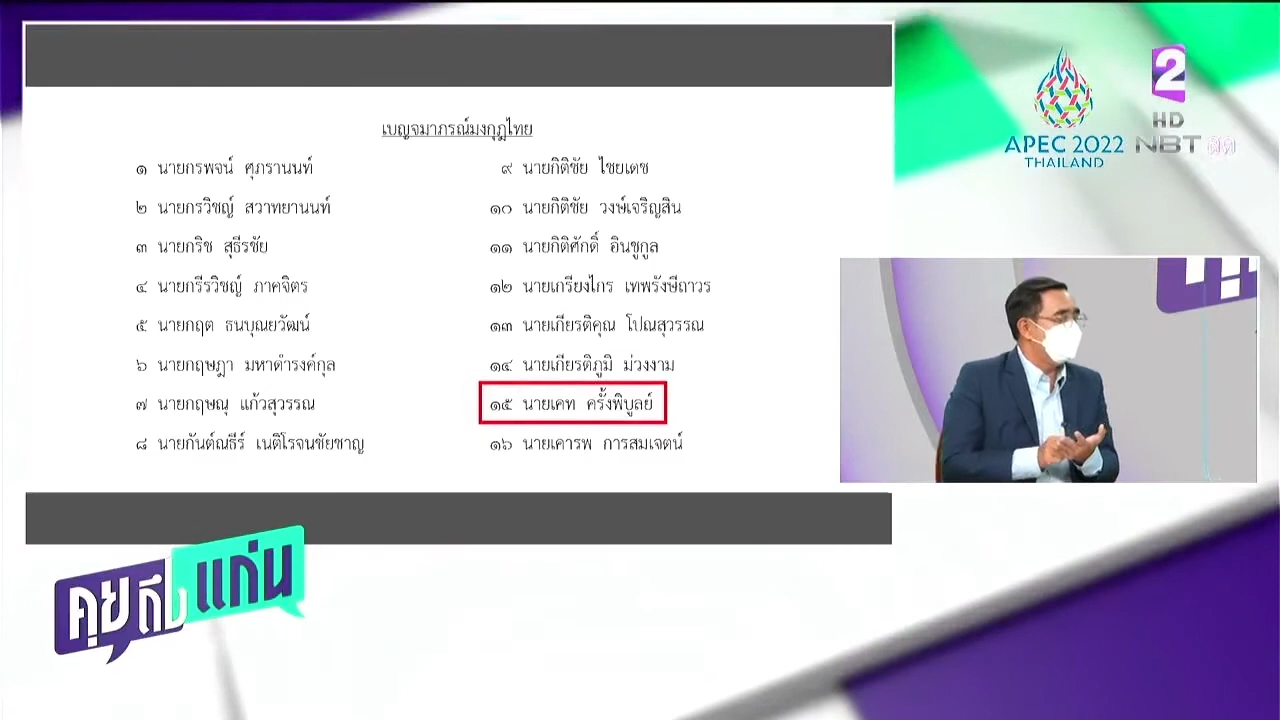 เบญจมาภรณ์มงกุฎไทย
๑ นายกรพจน์ ศุภรานนท์
๒ นายกรวิชญ์ สวาทยานนท์
๓ นายกริช สุธีรชัย
๔ นายกรีรวิชญ์ ภาคจิตร
๕ นายกฤต ธนบุณยวัฒน์
๖ นายกฤษฎา มหาดำรงค์กุล
๗ นายกฤษณุ แก้วสุวรรณ
๘ นายกันต์ณธีร์ เนติโรจนชัยชาญ
๙ นายกิติชัย ไชยเดช
๑๐ นายกิติชัย วงษ์เจริญสิน
๑๑ นายกิติศักดิ์ อินชูกูล
๑๒ นายเกรียงไกร เทพรังษีถาวร
๑๓ นายเกียรติคุณ โปณสุวรรณ
๑๔ นายเกียรติภูมิ ม่วงงาม
๑๕ นายเคท ครั้งพิบูลย์
๑๖ นายเคารพ การสมเจตน์
APEC 2022
THAILAND
2
HD
NBT สด
คุยถึงแก่น